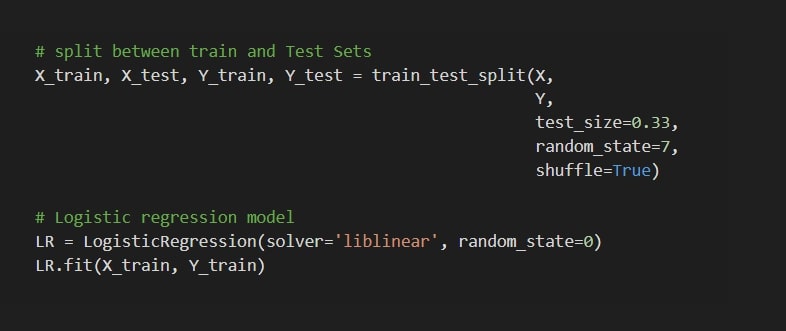 # split between train and Test Sets
X_train, X_test, Y_train, Y_test = train_test_split(X,
Y,
test_size=0.33,
random_state=7,
shuffle=True)
# Logistic regression model
LR = LogisticRegression(solver='liblinear', random_state=0)
LR.fit(X_train, Y_train)